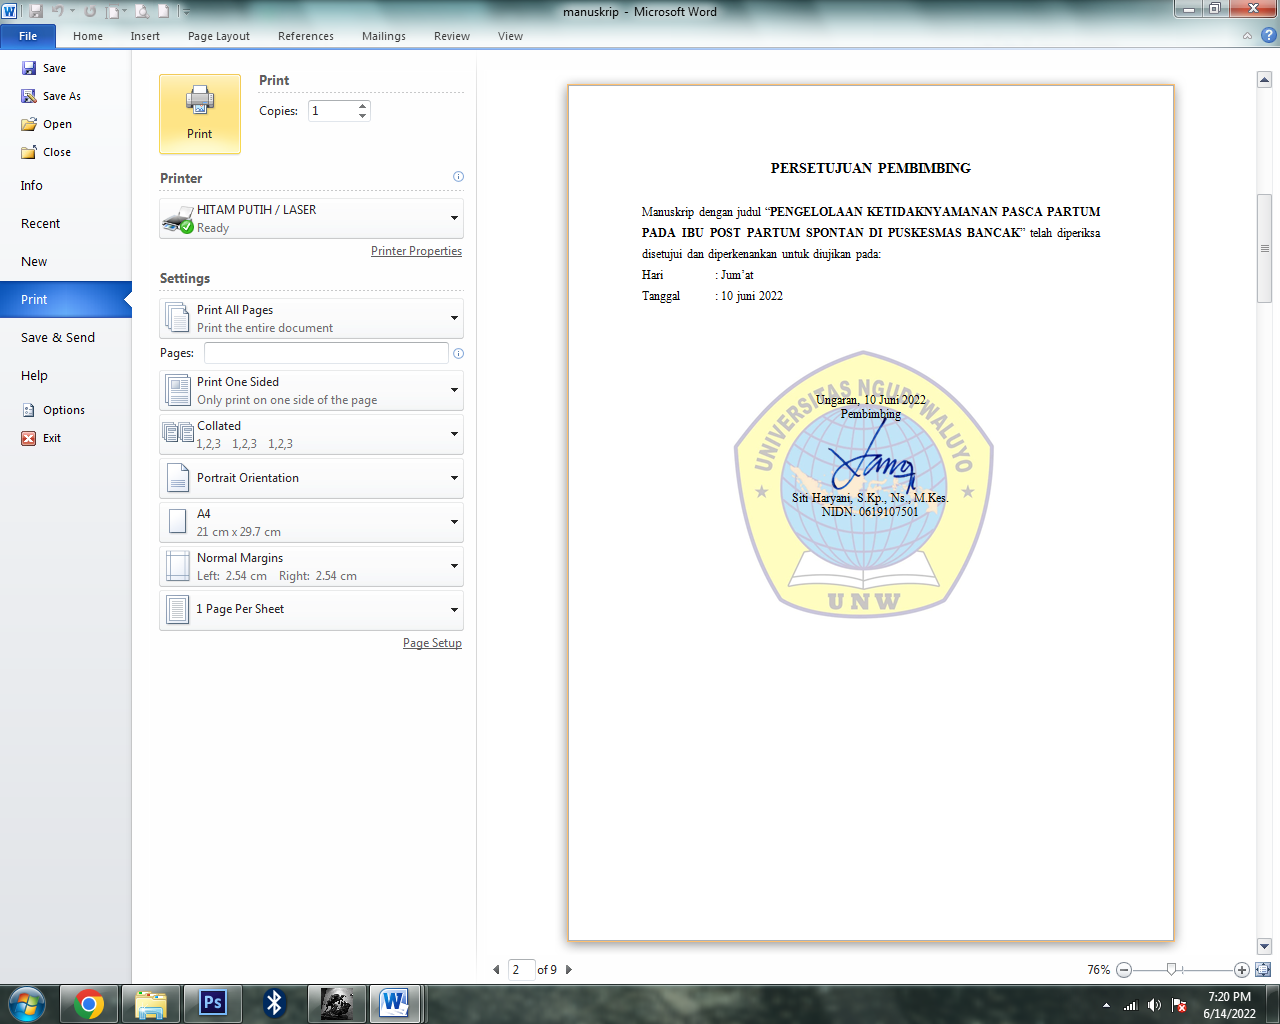 manuskrip - Microsoft Word
File Home Insert Page Layout References Mailings Review View
Save
Save As
Open
Close
Info
Recent
New
Print
Save & Send
Help
Options
Exit
Print
Print
Copies: 1
Printer
HITAM PUTIH / LASER
Ready
Printer Properties
Settings
Print All Pages
Print the entire document
Pages:
Print One Sided
Only print on one side of the page
Collated
1,2,3 1,2,3 1,2,3
Portrait Orientation
A4
21 cm x 29.7 cm
Normal Margins
Left: 2.54 cm Right: 2.54 cm
1 Page Per Sheet
Page Setup
PERSETUJUAN PEMBIMBING
Manuskrip dengan judul “PENGELOLAAN KETIDAKNYAMANAN PASCA PARTUM
PADA IBU POST PARTUM SPONTAN DI PUSKESMAS BANCAK” telah diperiksa
disetujui dan diperkenankan untuk diujikan pada:
Hari : Jum’at
Tanggal : 10 juni 2022
UNIVERSITAS NGUDI WALUYO
Ungaran, 10 Juni 2022
Pembimbing
Siti Haryani, S.Kp., Ns., M.Kes.
NIDN. 0619107501
UNW
2 of 9
76%
Ps
7:20 PM
6/14/2022